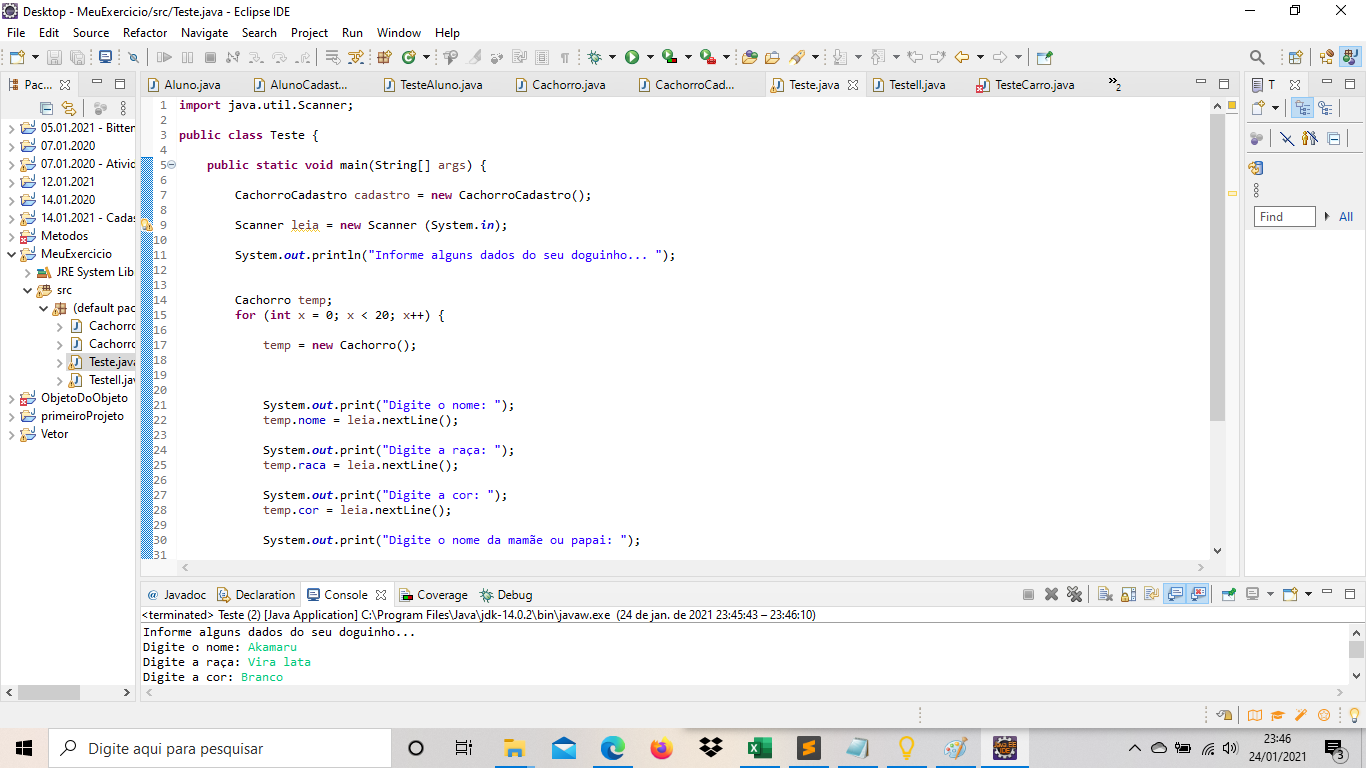 Desktop - MeuExercicio/src/Teste.java - Eclipse IDE
File Edit Source Refactor Navigate Search Project Run Window Help
Pac...
Aluno.java AlunoCadast... TesteAluno.java Cachorro.java CachorroCad... Teste.java TesteII.java TesteCarro.java »2
T
05.01.2021 - Bitter
07.01.2020
07.01.2020 - Ativid
12.01.2021
14.01.2020
14.01.2021 - Cadas
Metodos
MeuExercicio
JRE System Lib
src
(default pac
Cachorro
Cachorro
Teste.java
TesteII.jav
ObjetoDoObjeto
primeiroProjeto
Vetor
1 import java.util.Scanner;
2
3 public class Teste {
4
5 public static void main(String[] args) {
6
7 CachorroCadastro cadastro = new CachorroCadastro();
8
9 Scanner leia = new Scanner (System.in);
10
11 System.out.println("Informe alguns dados do seu doguinho... ");
12
13
14 Cachorro temp;
15 for (int x = 0; x < 20; x++) {
16
17 temp = new Cachorro();
18
19
20
21 System.out.print("Digite o nome: ");
22 temp.nome = leia.nextLine();
23
24 System.out.print("Digite a raça: ");
25 temp.raca = leia.nextLine();
26
27 System.out.print("Digite a cor: ");
28 temp.cor = leia.nextLine();
29
30 System.out.print("Digite o nome da mamãe ou papai: ");
31
Find All
@ Javadoc Declaration Console Coverage Debug
<terminated> Teste (2) [Java Application] C:\Program Files\Java\jdk-14.0.2\bin\javaw.exe (24 de jan. de 2021 23:45:43 – 23:46:10)
Informe alguns dados do seu doguinho...
Digite o nome: Akamaru
Digite a raça: Vira lata
Digite a cor: Branco
Digite aqui para pesquisar
23:46
24/01/2021
3